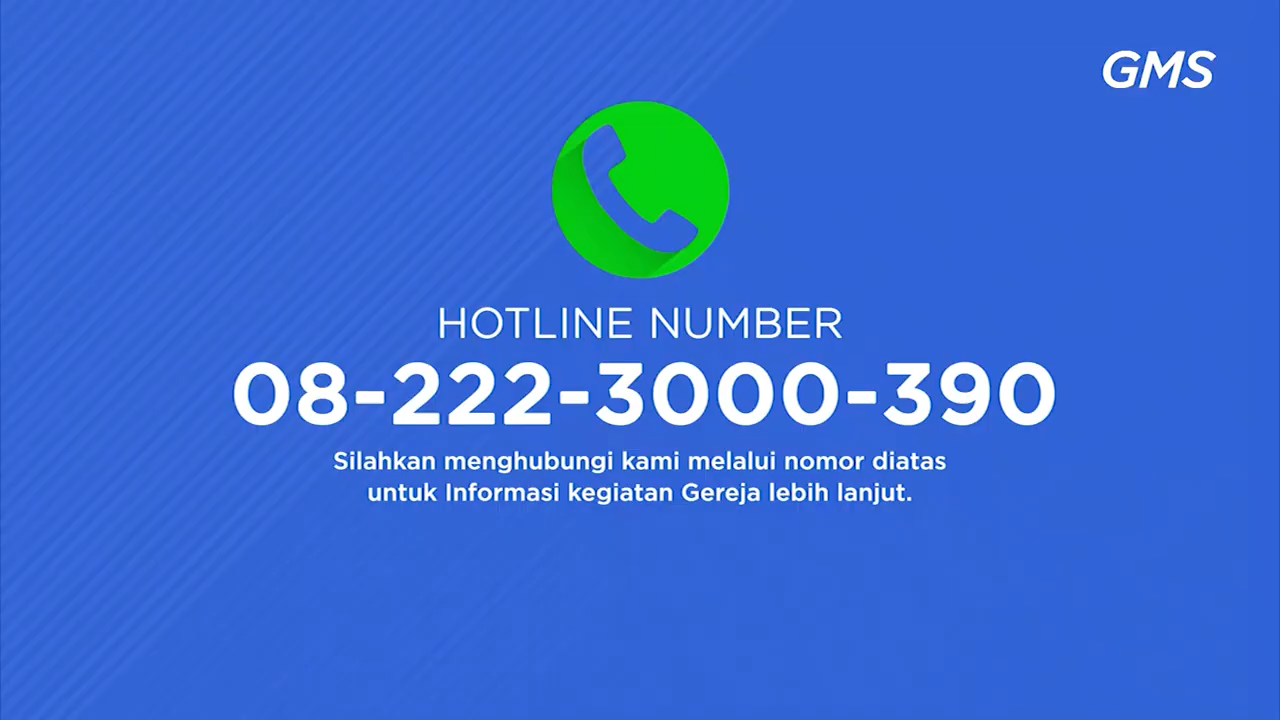 GMS
HOTLINE NUMBER
08-222-3000-390
Silahkan menghubungi kami melalui nomor diatas
untuk Informasi kegiatan Gereja lebih lanjut.